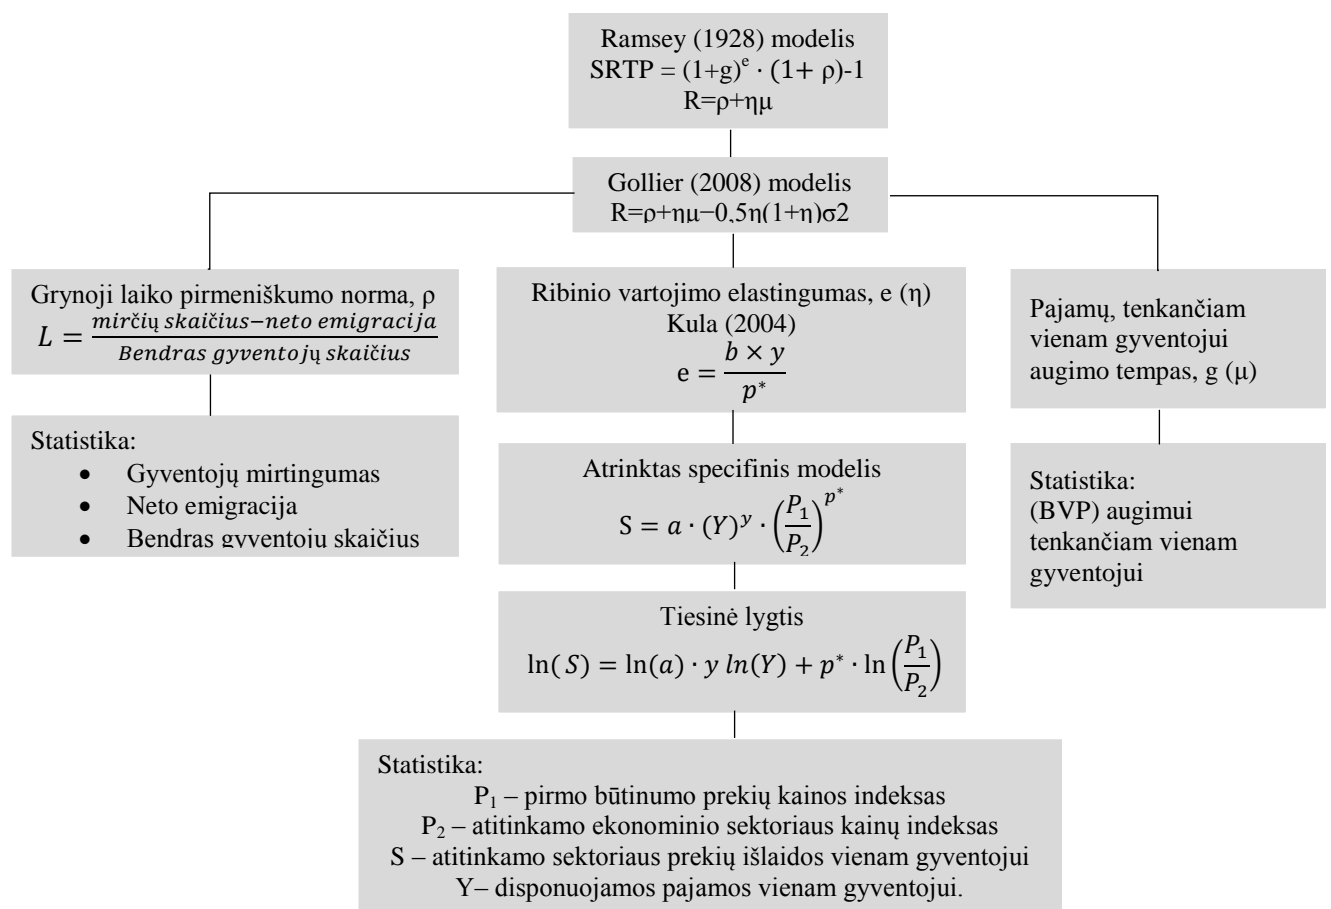 Ramsey (1928) modelis
SRTP = (1+g)^e · (1+ ρ)-1
R=ρ+ημ
Gollier (2008) modelis
R=ρ+ημ−0,5η(1+η)σ2
Grynoji laiko pirmeniškumo norma, ρ
L = mirčių skaičius−neto emigracija / Bendras gyventojų skaičius
Statistika:
• Gyventojų mirtingumas
• Neto emigracija
• Bendras gyventojų skaičius
Ribinio vartojimo elastingumas, e (η)
Kula (2004)
e = b × y / p*
Atrinktas specifinis modelis
S = a · (Y)^y · (P₁/P₂)^p*
Tiesinė lygtis
ln( S) = ln(a) · y ln(Y) + p* · ln (P₁/P₂)
Statistika:
P₁ – pirmo būtinumo prekių kainos indeksas
P₂ – atitinkamo ekonominio sektoriaus kainų indeksas
S – atitinkamo sektoriaus prekių išlaidos vienam gyventojui
Y– disponuojamos pajamos vienam gyventojui.
Pajamų, tenkančiam
vienam gyventojui
augimo tempas, g (μ)
Statistika:
(BVP) augimui
tenkančiam vienam
gyventojui